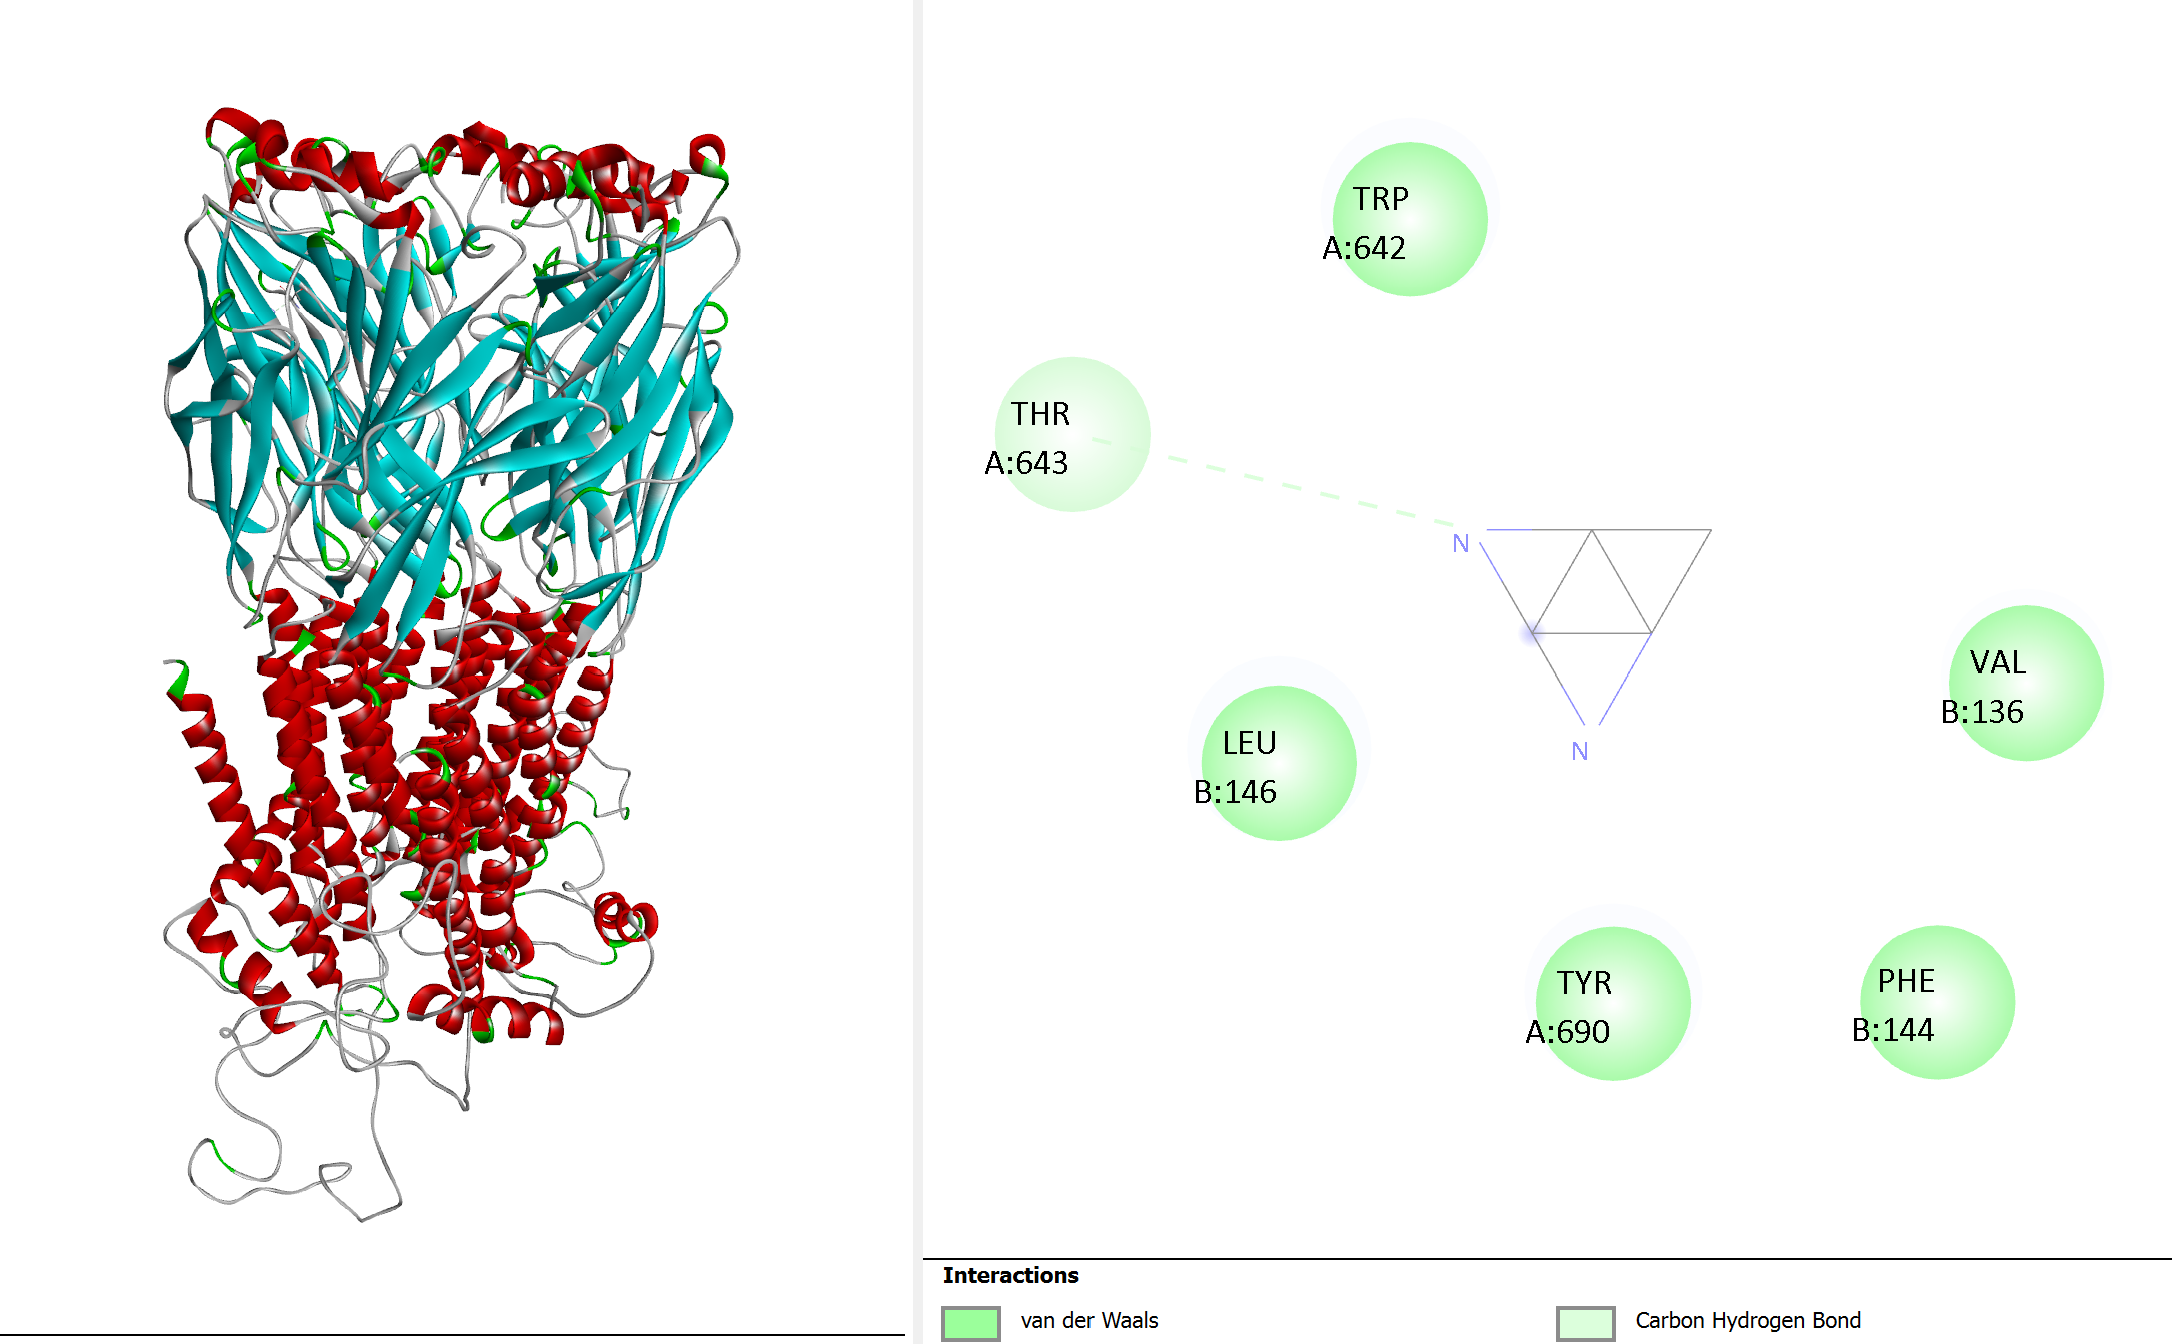 TRP
A:642
THR
A:643
N
VAL
B:136
LEU
B:146
N
TYR
A:690
PHE
B:144
Interactions
van der Waals
Carbon Hydrogen Bond